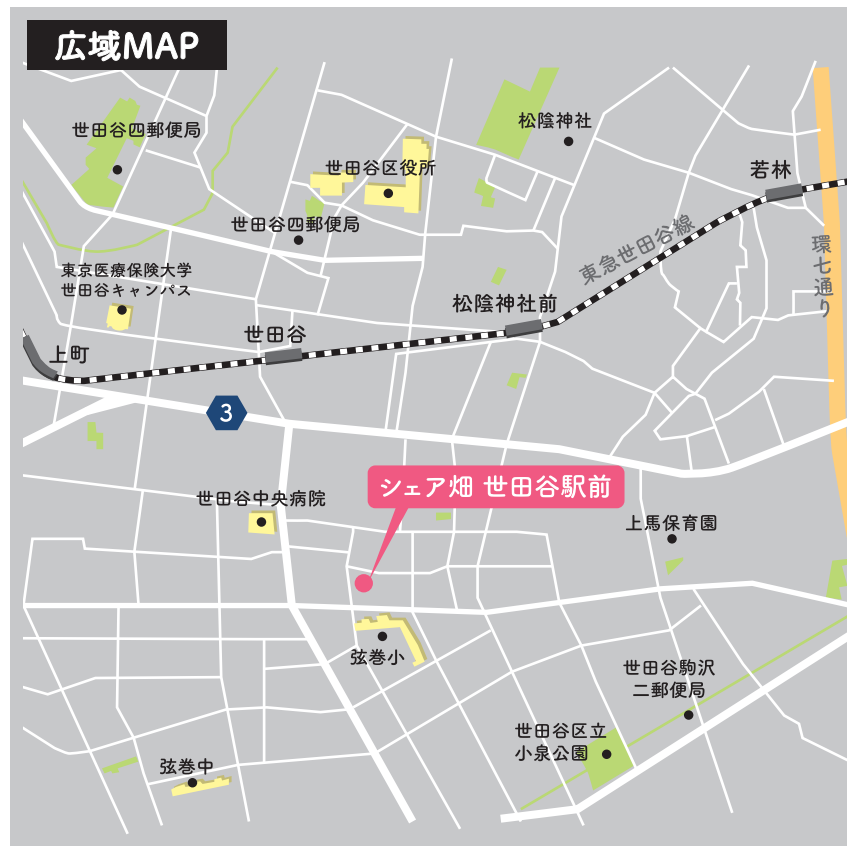 広域MAP
世田谷四郵便局
松陰神社
世田谷区役所
若林
世田谷四郵便局
東急世田谷線
環七通り
東京医療保険大学
世田谷キャンパス
松陰神社前
世田谷
上町
3
シェア畑 世田谷駅前
世田谷中央病院
上馬保育園
弦巻小
世田谷駒沢
二郵便局
世田谷区立
小泉公園
弦巻中